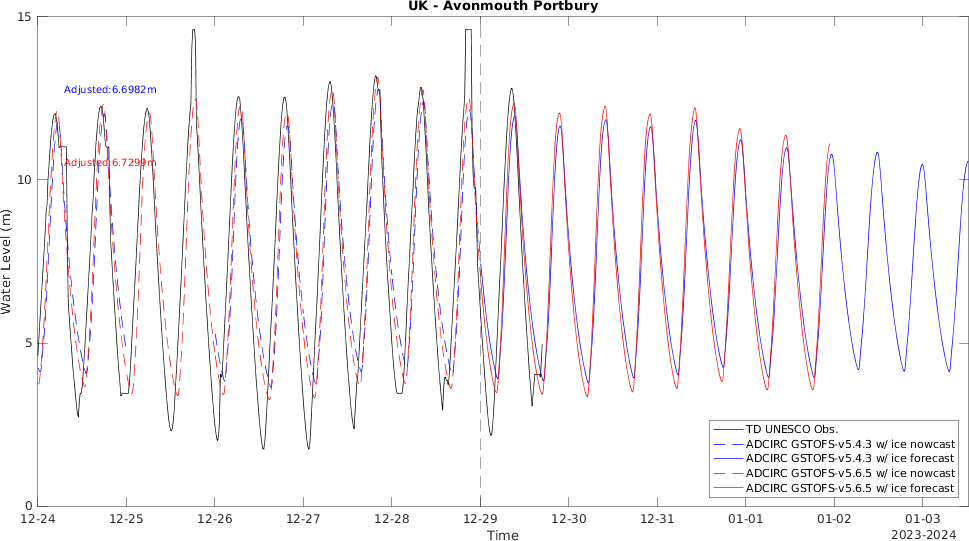 UK - Avonmouth Portbury
15
10
5
0
Water Level (m)
Adjusted:6.6982m
Adjusted:6.7299m
TD UNESCO Obs.
ADCIRC GSTOFS-v5.4.3 w/ ice nowcast
ADCIRC GSTOFS-v5.4.3 w/ ice forecast
ADCIRC GSTOFS-v5.6.5 w/ ice nowcast
ADCIRC GSTOFS-v5.6.5 w/ ice forecast
12-24 12-25 12-26 12-27 12-28 12-29 12-30 12-31 01-01 01-02 01-03
Time
2023-2024